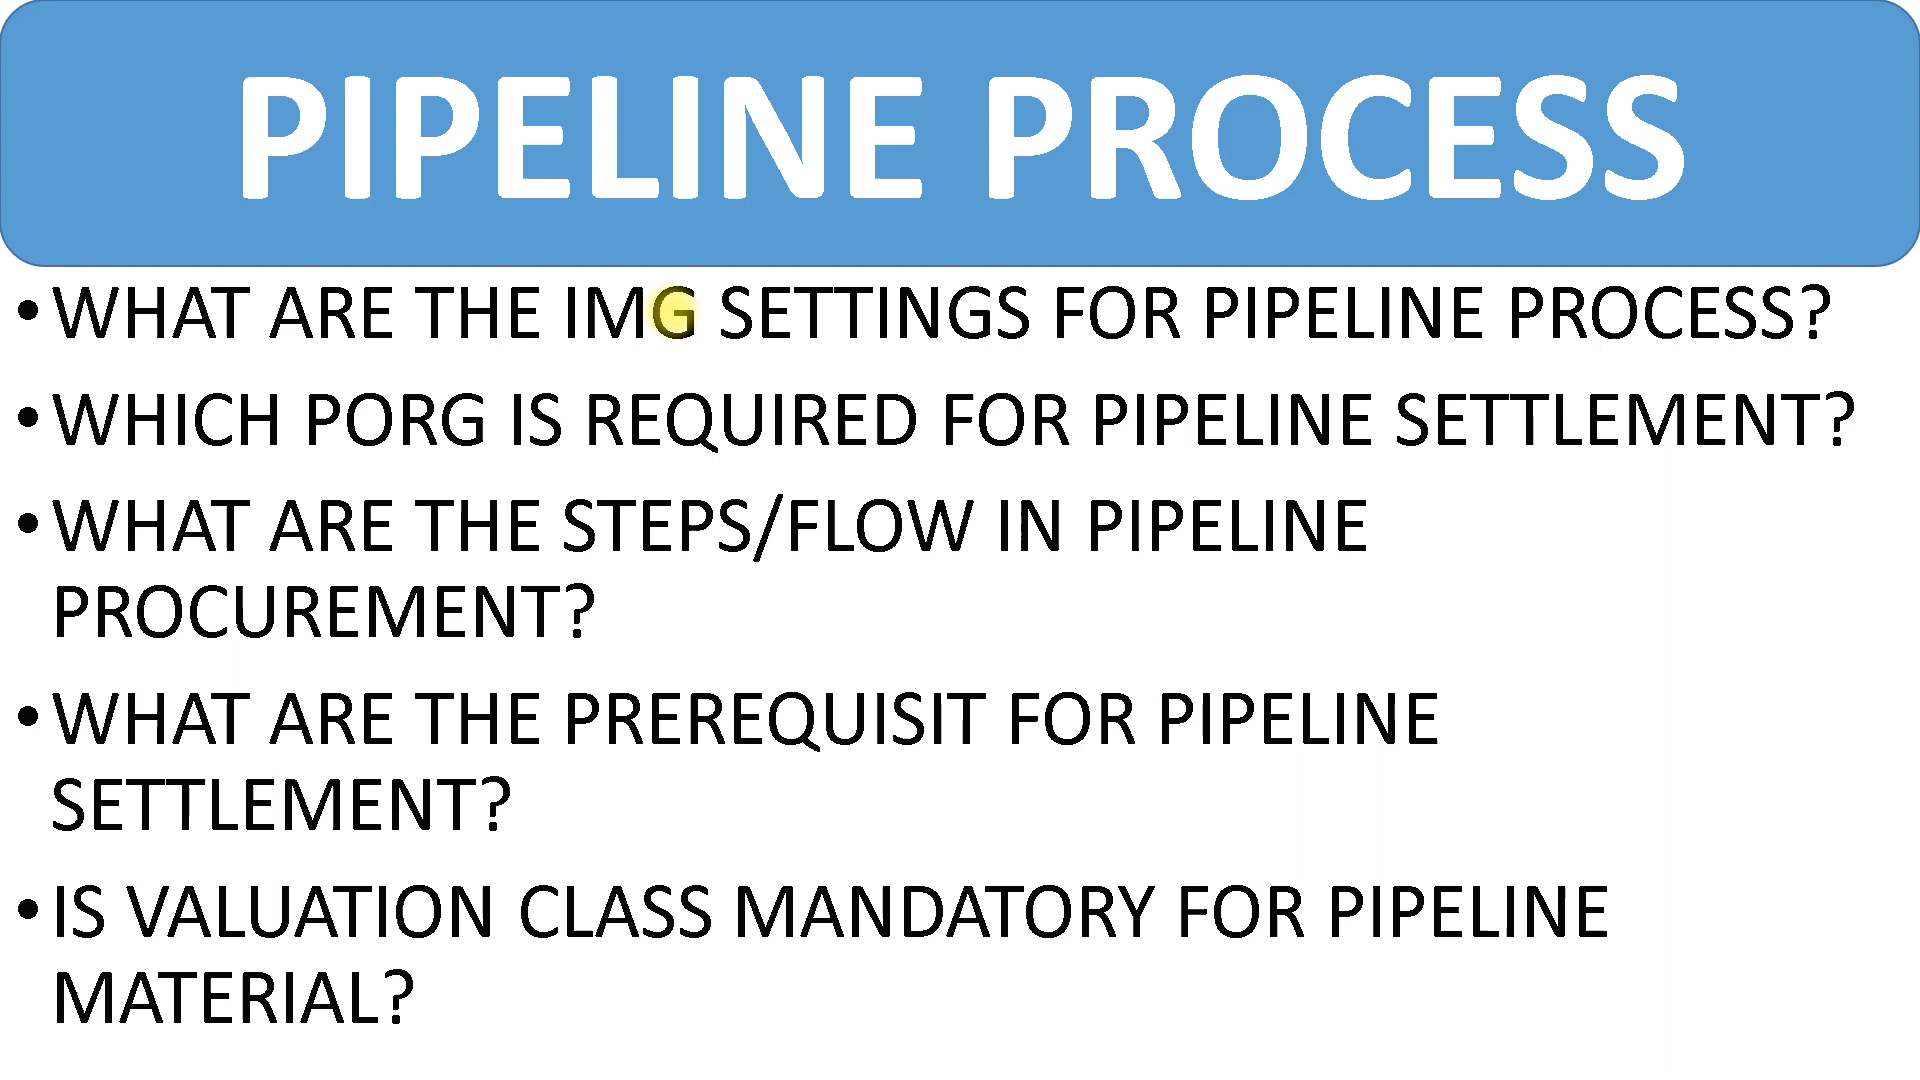 PIPELINE PROCESS
•WHAT ARE THE IMG SETTINGS FOR PIPELINE PROCESS?
•WHICH PORG IS REQUIRED FOR PIPELINE SETTLEMENT?
•WHAT ARE THE STEPS/FLOW IN PIPELINE
PROCUREMENT?
•WHAT ARE THE PREREQUISIT FOR PIPELINE
SETTLEMENT?
•IS VALUATION CLASS MANDATORY FOR PIPELINE
MATERIAL?